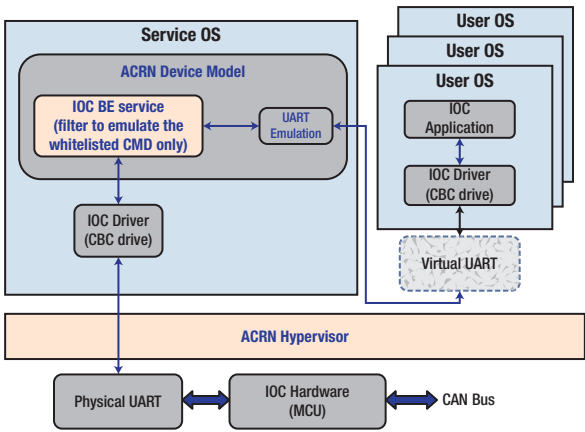 Service OS
ACRN Device Model
IOC BE service
(filter to emulate the
whitelisted CMD only)
UART
Emulation
IOC Driver
(CBC drive)
User OS
User OS
User OS
IOC
Application
IOC Driver
(CBC drive)
Virtual UART
ACRN Hypervisor
Physical UART
IOC Hardware
(MCU)
CAN Bus